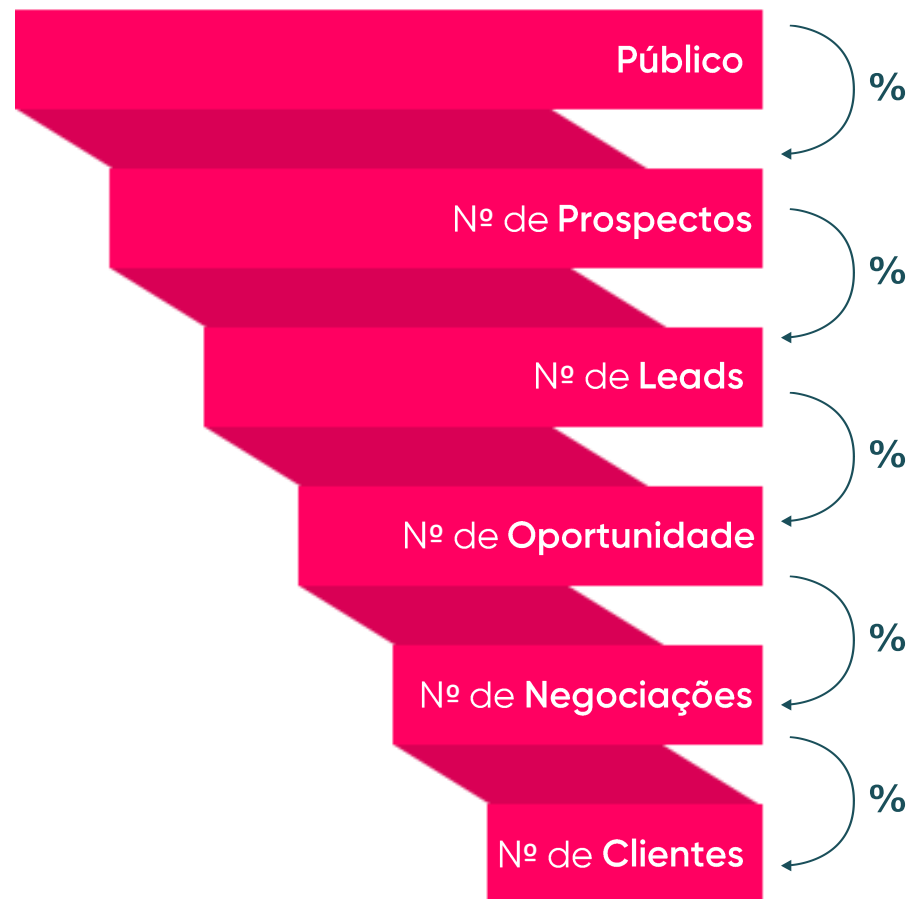 Público
%
Nº de Prospectos
%
Nº de Leads
%
Nº de Oportunidade
%
Nº de Negociações
%
Nº de Clientes